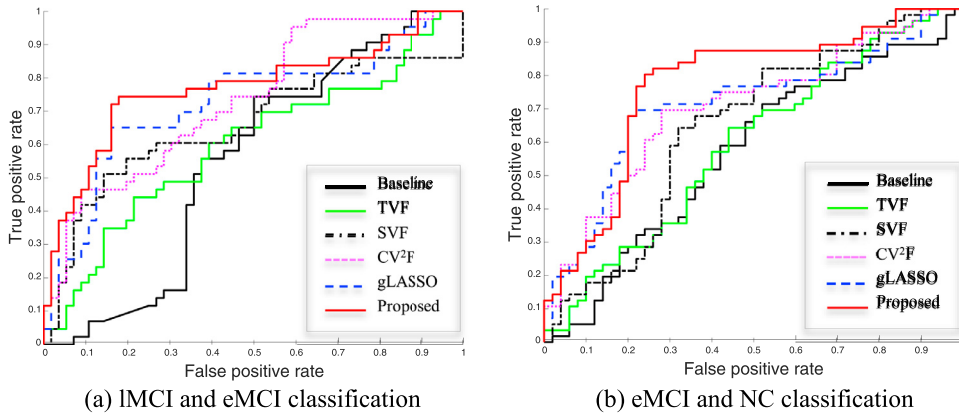 True positive rate
1
0.9
0.8
0.7
0.6
0.5
0.4
0.3
0.2
0.1
0
0 0.1 0.2 0.3 0.4 0.5 0.6 0.7 0.8 0.9 1
False positive rate
Baseline
TVF
SVF
CV²F
gLASSO
Proposed
(a) lMCI and eMCI classification
True positive rate
1
0.9
0.8
0.7
0.6
0.5
0.4
0.3
0.2
0.1
0
0 0.1 0.2 0.3 0.4 0.5 0.6 0.7 0.8 0.9 1
False positive rate
Baseline
TVF
SVF
CV²F
gLASSO
Proposed
(b) eMCI and NC classification